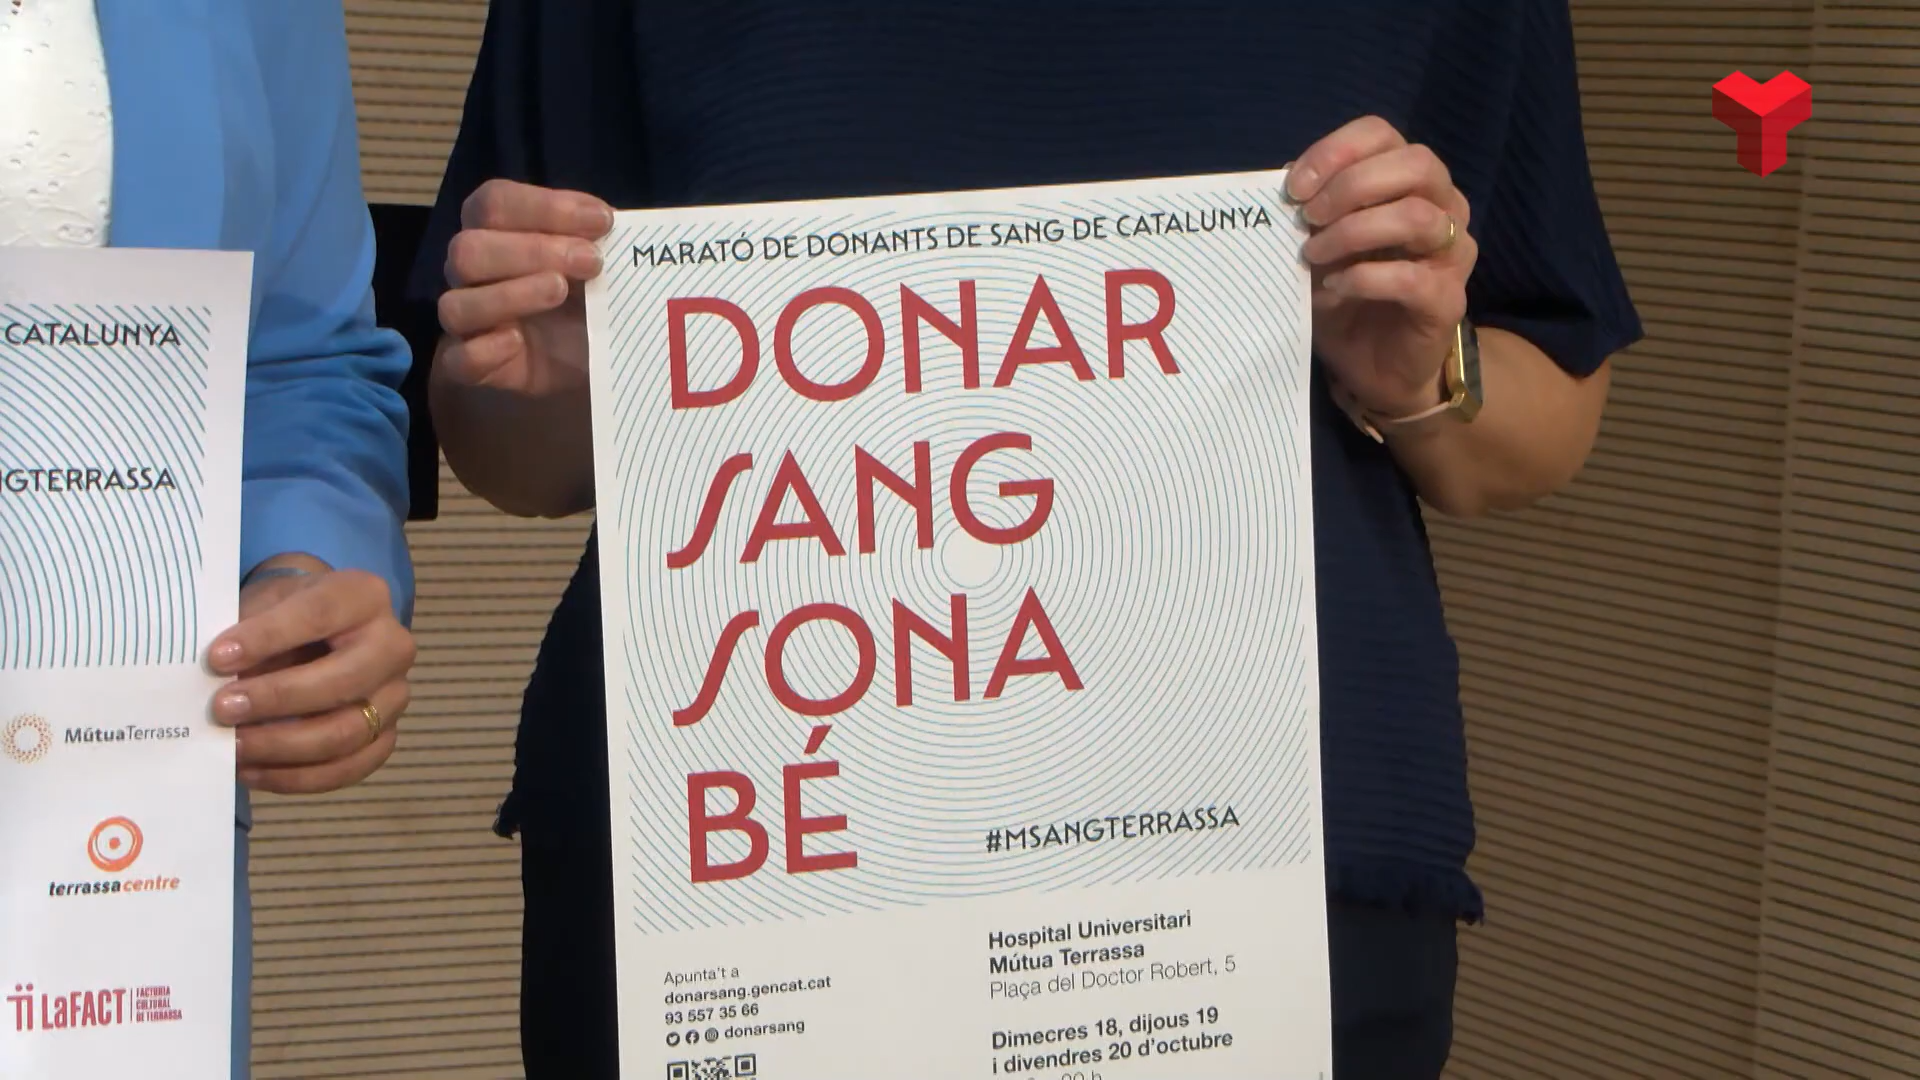 MARATÓ DE DONANTS DE SANG DE CATALUNYA
DONAR
SANG
SONA
BÉ
#MSANGTERRASSA
Apunta't a
donarsang.gencat.cat
93 557 35 66
donarsang
Hospital Universitari
Mútua Terrassa
Plaça del Doctor Robert, 5
Dimecres 18, dijous 19
i divendres 20 d'octubre
CATALUNYA
NGTERRASSA
MútuaTerrassa
terrassacentre
LaFACT
FACTORIA
CULTURAL
DE TERRASSA